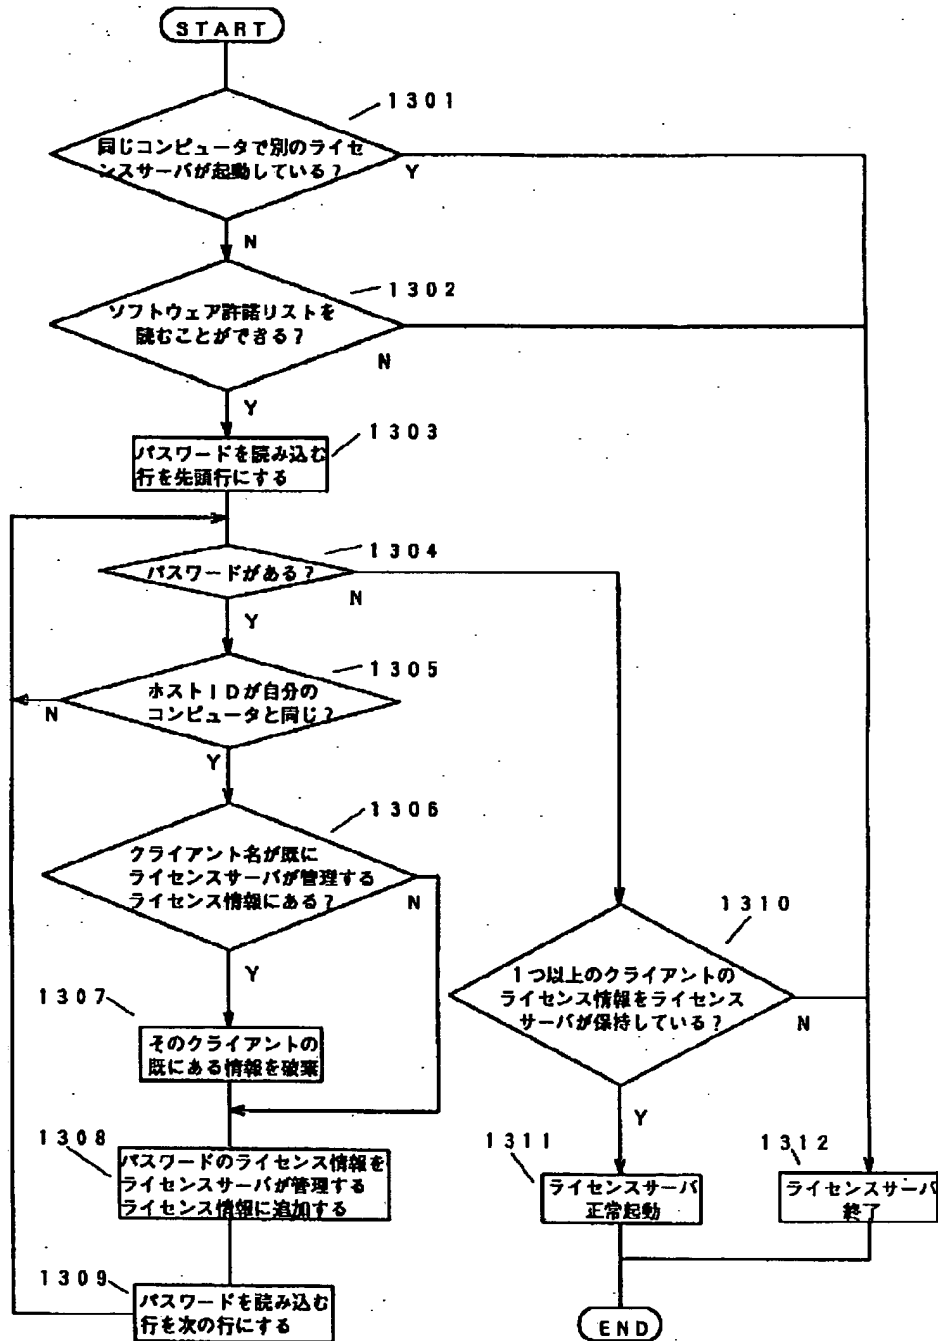 START
1301
同じコンピュータで別のライセ
ンスサーバが起動している？
Y
N
1302
ソフトウェア許諾リストを
読むことができる？
N
Y
1303
パスワードを読み込む
行を先頭行にする
1304
パスワードがある？
N
Y
1305
ホストＩＤが自分の
コンピュータと同じ？
N
Y
1306
クライアント名が既に
ライセンスサーバが管理する
ライセンス情報にある？
N
Y
1307
そのクライアントの
既にある情報を破棄
1308
パスワードのライセンス情報を
ライセンスサーバが管理する
ライセンス情報に追加する
1309
パスワードを読み込む
行を次の行にする
1310
１つ以上のクライアントの
ライセンス情報をライセンス
サーバが保持している？
N
Y
1311
ライセンスサーバ
正常起動
1312
ライセンスサーバ
終了
END